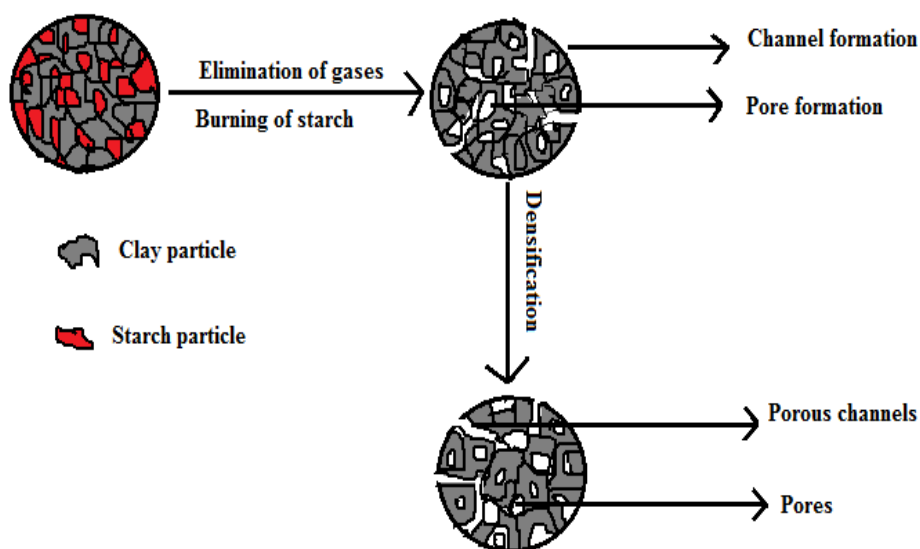 Elimination of gases
Burning of starch
Channel formation
Pore formation
Densification
Clay particle
Starch particle
Porous channels
Pores